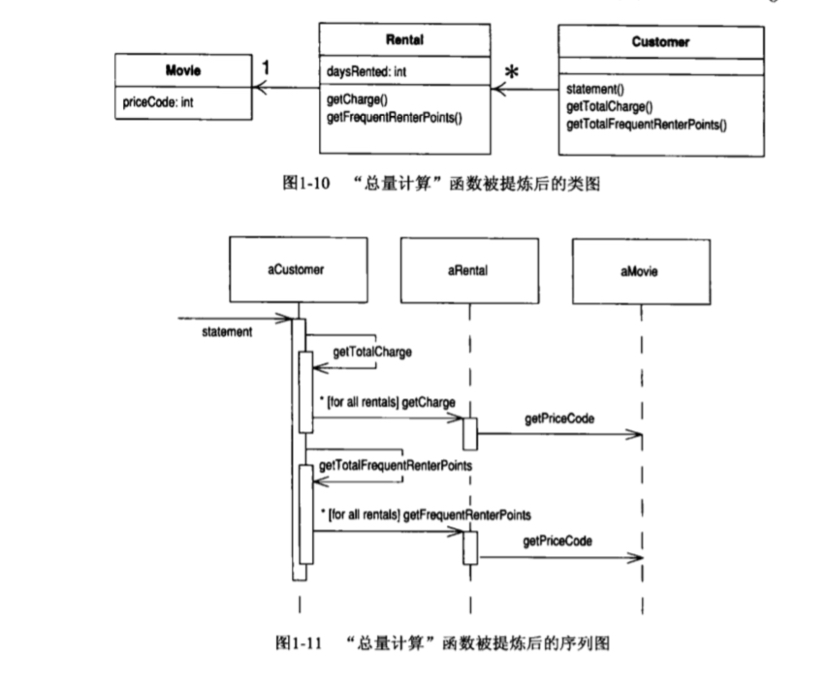 Movie
priceCode: int
1
Rental
daysRented: int
getCharge()
getFrequentRenterPoints()
*
Customer
statement()
getTotalCharge()
getTotalFrequentRenterPoints()
图1-10 “总量计算”函数被提炼后的类图
aCustomer
aRental
aMovie
statement
getTotalCharge
* [for all rentals] getCharge
getPriceCode
getTotalFrequentRenterPoints
* [for all rentals] getFrequentRenterPoints
getPriceCode
图1-11 “总量计算”函数被提炼后的序列图